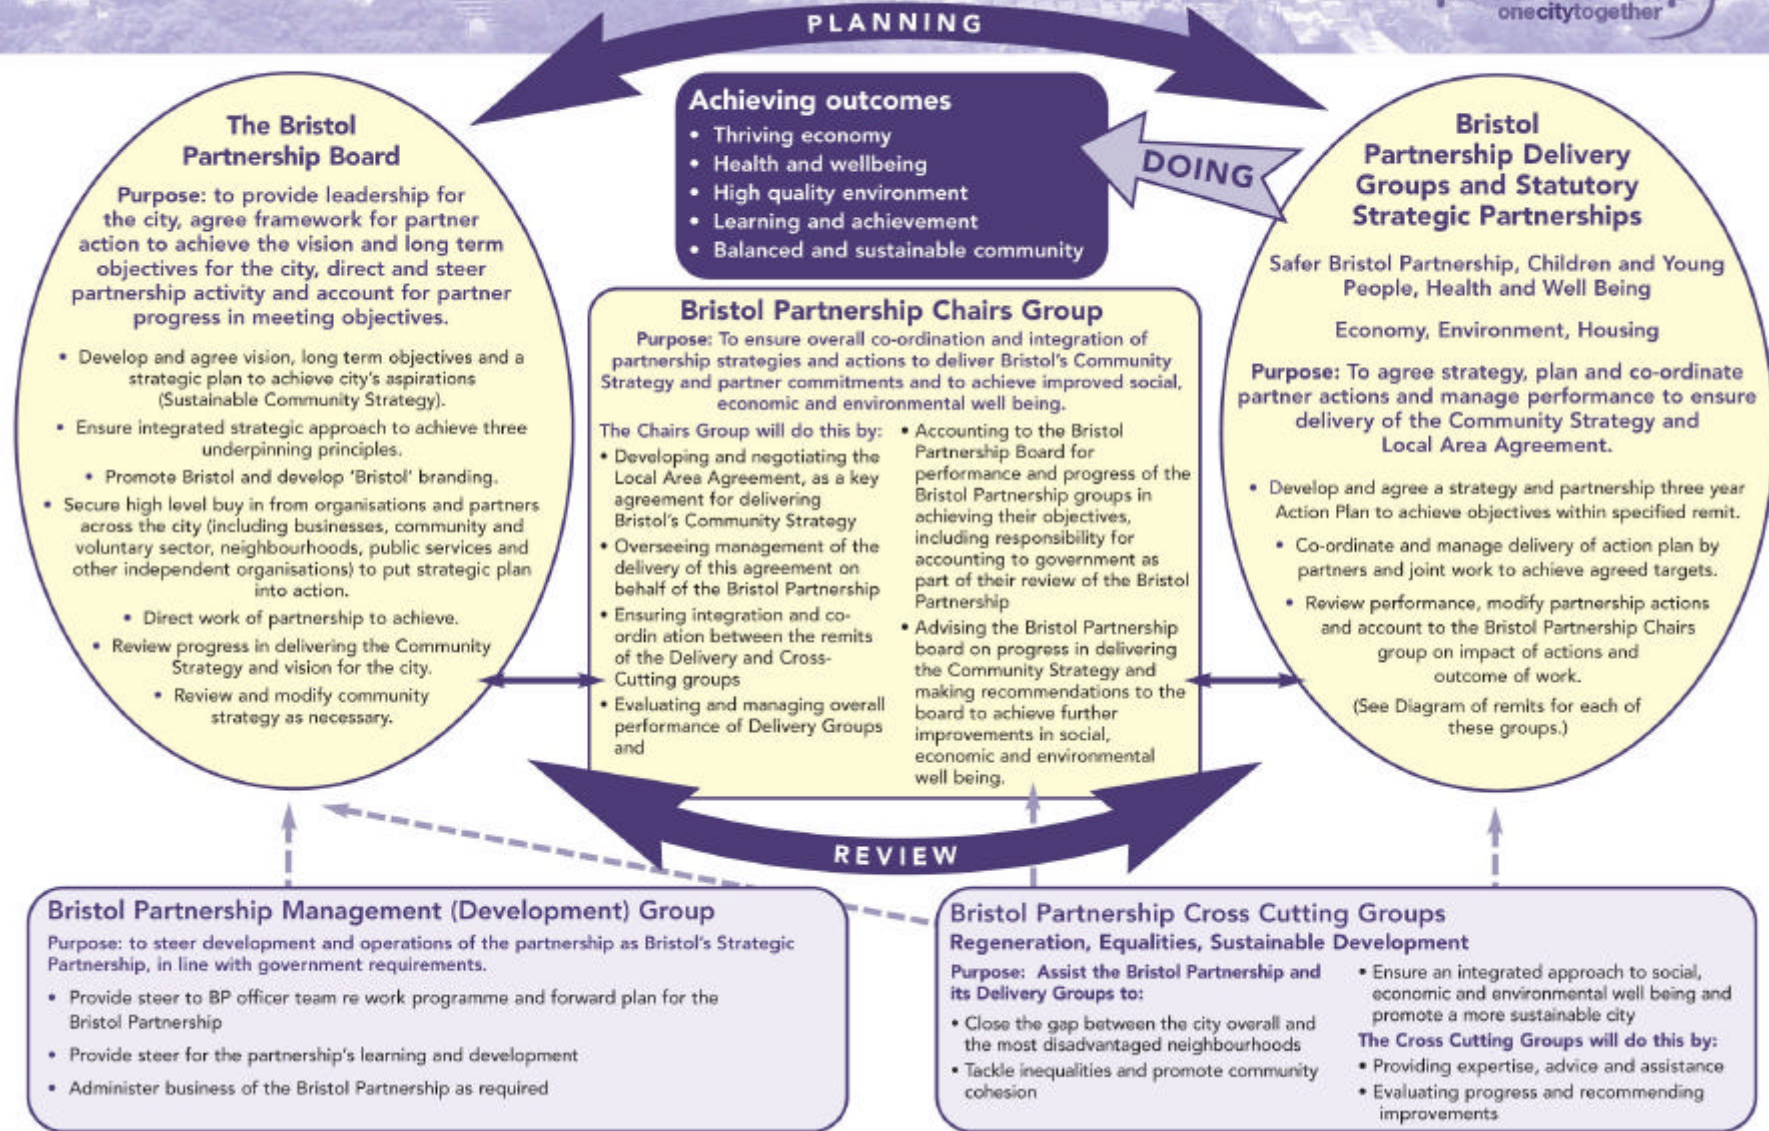 onecitytogether
PLANNING
The Bristol
Partnership Board
Purpose: to provide leadership for
the city, agree framework for partner
action to achieve the vision and long term
objectives for the city, direct and steer
partnership activity and account for partner
progress in meeting objectives.
• Develop and agree vision, long term objectives and a
strategic plan to achieve city's aspirations
(Sustainable Community Strategy).
• Ensure integrated strategic approach to achieve three
underpinning principles.
• Promote Bristol and develop 'Bristol' branding.
• Secure high level buy in from organisations and partners
across the city (including businesses, community and
voluntary sector, neighbourhoods, public services and
other independent organisations) to put strategic plan
into action.
• Direct work of partnership to achieve.
• Review progress in delivering the Community
Strategy and vision for the city.
• Review and modify community
strategy as necessary.
Achieving outcomes
• Thriving economy
• Health and wellbeing
• High quality environment
• Learning and achievement
• Balanced and sustainable community
DOING
Bristol Partnership Chairs Group
Purpose: To ensure overall co-ordination and integration of
partnership strategies and actions to deliver Bristol's Community
Strategy and partner commitments and to achieve improved social,
economic and environmental well being.
The Chairs Group will do this by:
• Developing and negotiating the
Local Area Agreement, as a key
agreement for delivering
Bristol's Community Strategy
• Overseeing management of the
delivery of this agreement on
behalf of the Bristol Partnership
• Ensuring integration and co-
ordin ation between the remits
of the Delivery and Cross-
Cutting groups
• Evaluating and managing overall
performance of Delivery Groups
and
• Accounting to the Bristol
Partnership Board for
performance and progress of the
Bristol Partnership groups in
achieving their objectives,
including responsibility for
accounting to government as
part of their review of the Bristol
Partnership
• Advising the Bristol Partnership
board on progress in delivering
the Community Strategy and
making recommendations to the
board to achieve further
improvements in social,
economic and environmental
well being.
Bristol
Partnership Delivery
Groups and Statutory
Strategic Partnerships
Safer Bristol Partnership, Children and Young
People, Health and Well Being
Economy, Environment, Housing
Purpose: To agree strategy, plan and co-ordinate
partner actions and manage performance to ensure
delivery of the Community Strategy and
Local Area Agreement.
• Develop and agree a strategy and partnership three year
Action Plan to achieve objectives within specified remit.
• Co-ordinate and manage delivery of action plan by
partners and joint work to achieve agreed targets.
• Review performance, modify partnership actions
and account to the Bristol Partnership Chairs
group on impact of actions and
outcome of work.
(See Diagram of remits for each of
these groups.)
REVIEW
Bristol Partnership Management (Development) Group
Purpose: to steer development and operations of the partnership as Bristol's Strategic
Partnership, in line with government requirements.
• Provide steer to BP officer team re work programme and forward plan for the
Bristol Partnership
• Provide steer for the partnership's learning and development
• Administer business of the Bristol Partnership as required
Bristol Partnership Cross Cutting Groups
Regeneration, Equalities, Sustainable Development
Purpose: Assist the Bristol Partnership and
its Delivery Groups to:
• Close the gap between the city overall and
the most disadvantaged neighbourhoods
• Tackle inequalities and promote community
cohesion
• Ensure an integrated approach to social,
economic and environmental well being and
promote a more sustainable city
The Cross Cutting Groups will do this by:
• Providing expertise, advice and assistance
• Evaluating progress and recommending
improvements